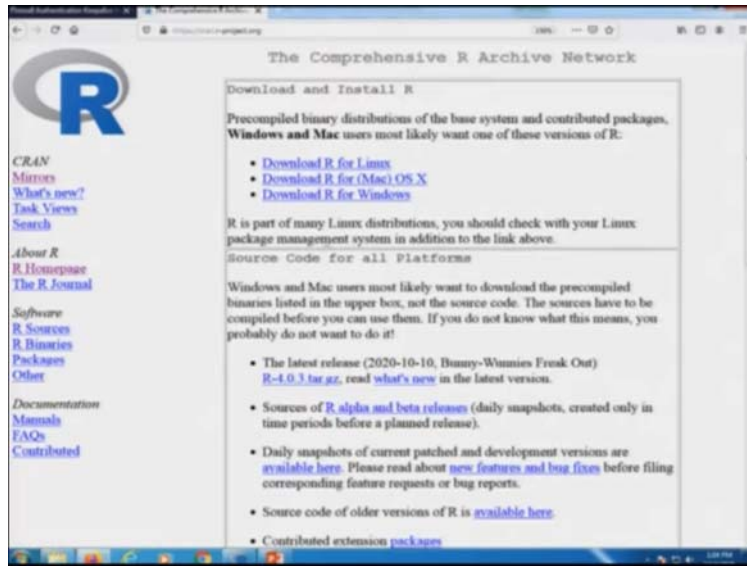 Firewall Authentication Keepalive
The Comprehensive R Archive
-project.org
The Comprehensive R Archive Network
R
CRAN
Mirrors
What's new?
Task Views
Search
About R
R Homepage
The R Journal
Software
R Sources
R Binaries
Packages
Other
Documentation
Manuals
FAQs
Contributed
Download and Install R
Precompiled binary distributions of the base system and contributed packages,
Windows and Mac users most likely want one of these versions of R:
• Download R for Linux
• Download R for (Mac) OS X
• Download R for Windows
R is part of many Linux distributions, you should check with your Linux
package management system in addition to the link above.
Source Code for all Platforms
Windows and Mac users most likely want to download the precompiled
binaries listed in the upper box, not the source code. The sources have to be
compiled before you can use them. If you do not know what this means, you
probably do not want to do it!
• The latest release (2020-10-10, Bunny-Wunnies Freak Out)
R-4.0.3.tar.gz, read what's new in the latest version.
• Sources of R alpha and beta releases (daily snapshots, created only in
time periods before a planned release).
• Daily snapshots of current patched and development versions are
available here. Please read about new features and bug fixes before filing
corresponding feature requests or bug reports.
• Source code of older versions of R is available here.
• Contributed extension packages